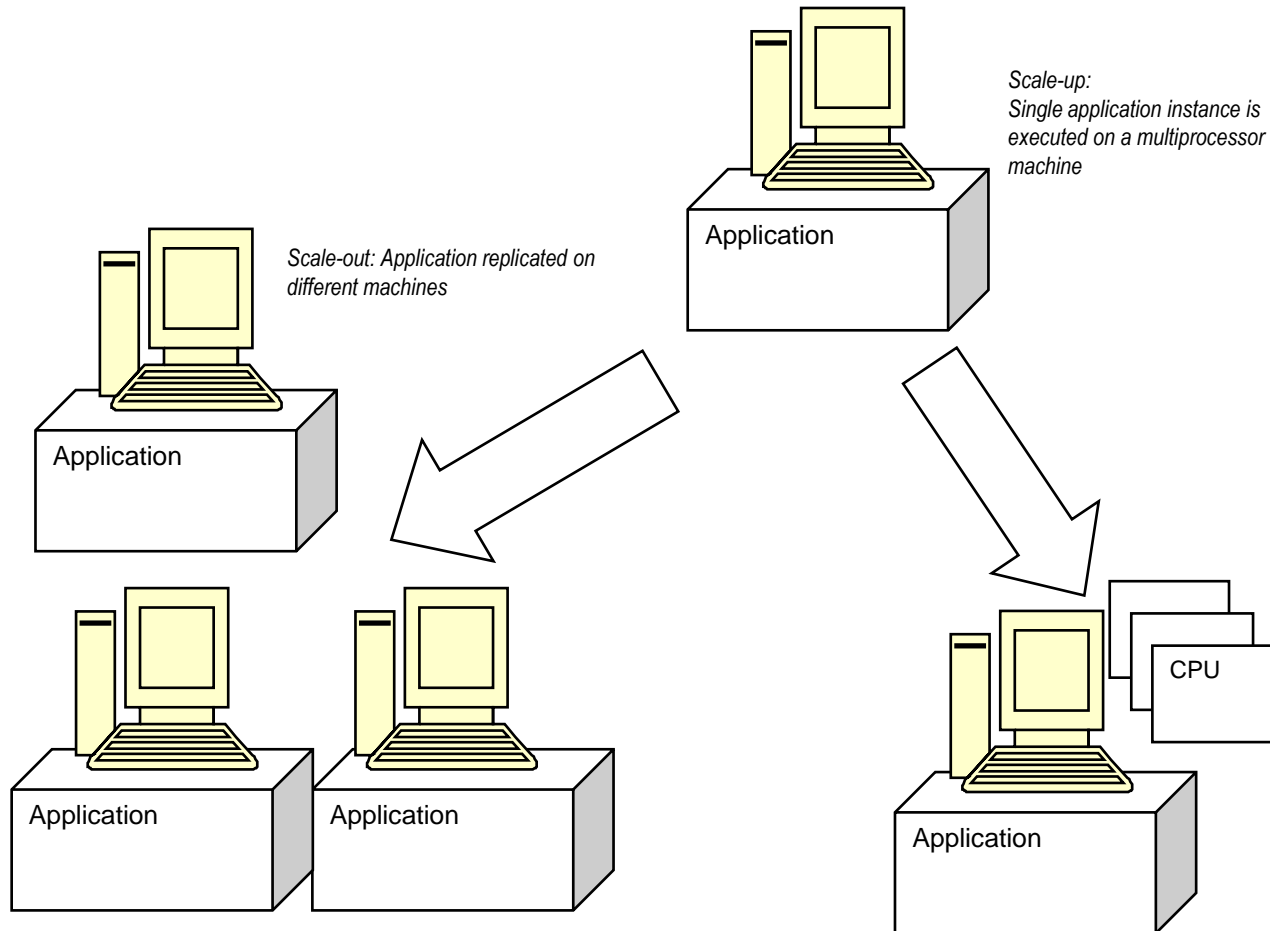 Scale-up:
Single application instance is
executed on a multiprocessor
machine
Application
Scale-out: Application replicated on
different machines
Application
CPU
Application
Application
Application